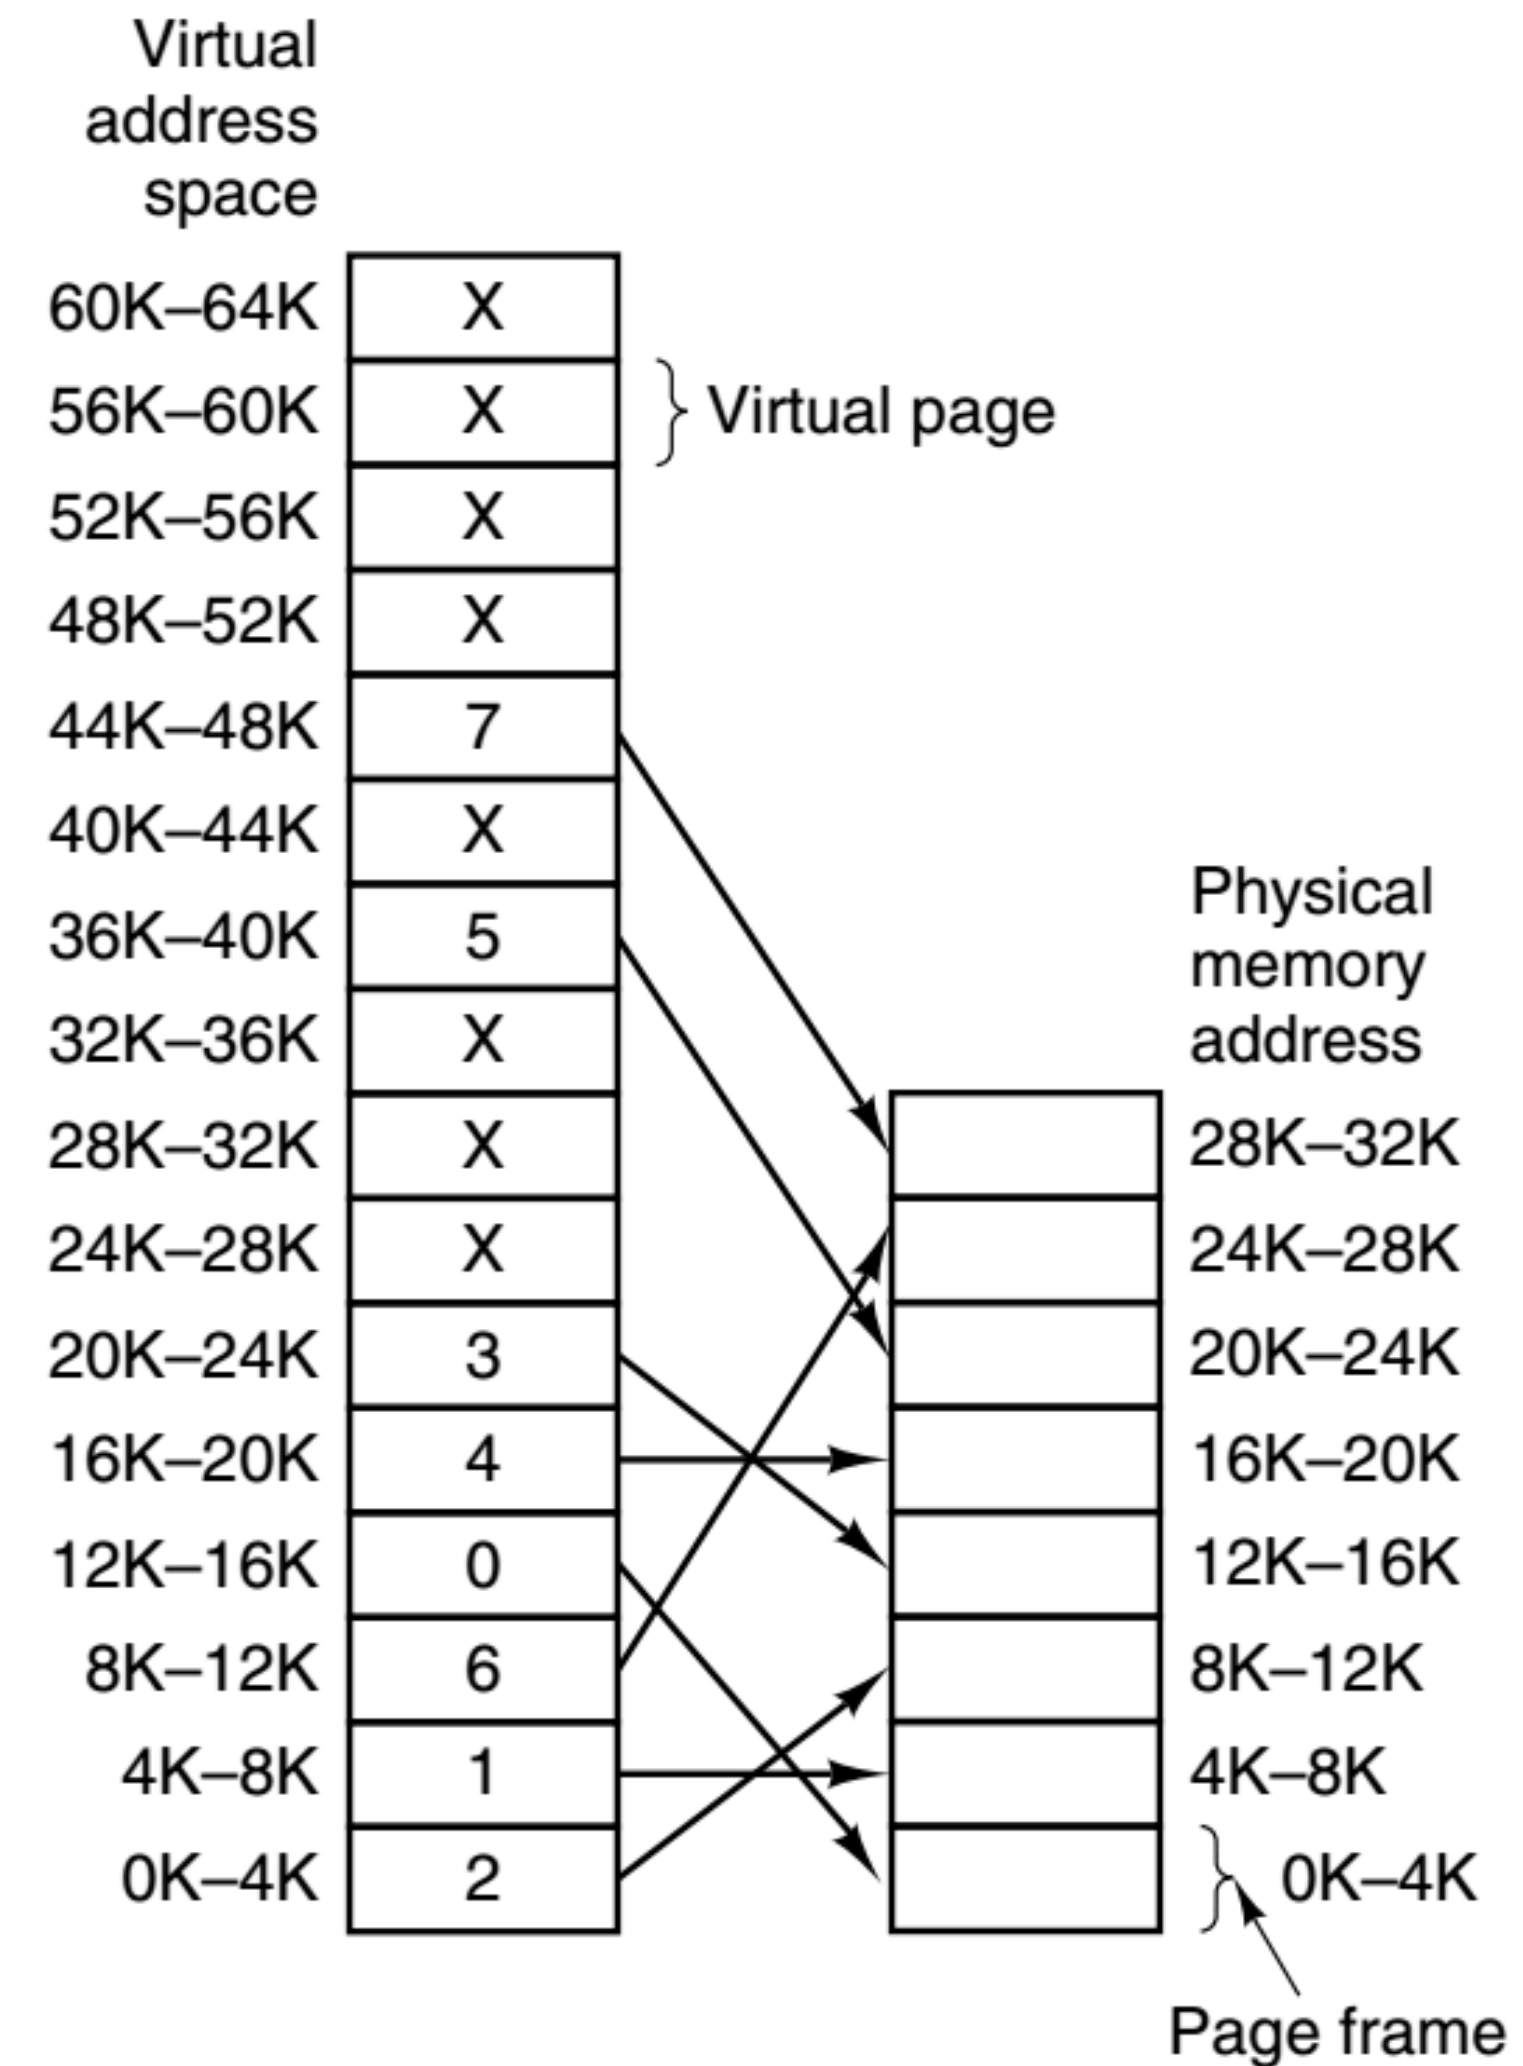 Virtual
address
space
60K–64K X
56K–60K X Virtual page
52K–56K X
48K–52K X
44K–48K 7
40K–44K X
36K–40K 5
32K–36K X
28K–32K X
24K–28K X
20K–24K 3
16K–20K 4
12K–16K 0
8K–12K 6
4K–8K 1
0K–4K 2
Physical
memory
address
28K–32K
24K–28K
20K–24K
16K–20K
12K–16K
8K–12K
4K–8K
0K–4K
Page frame